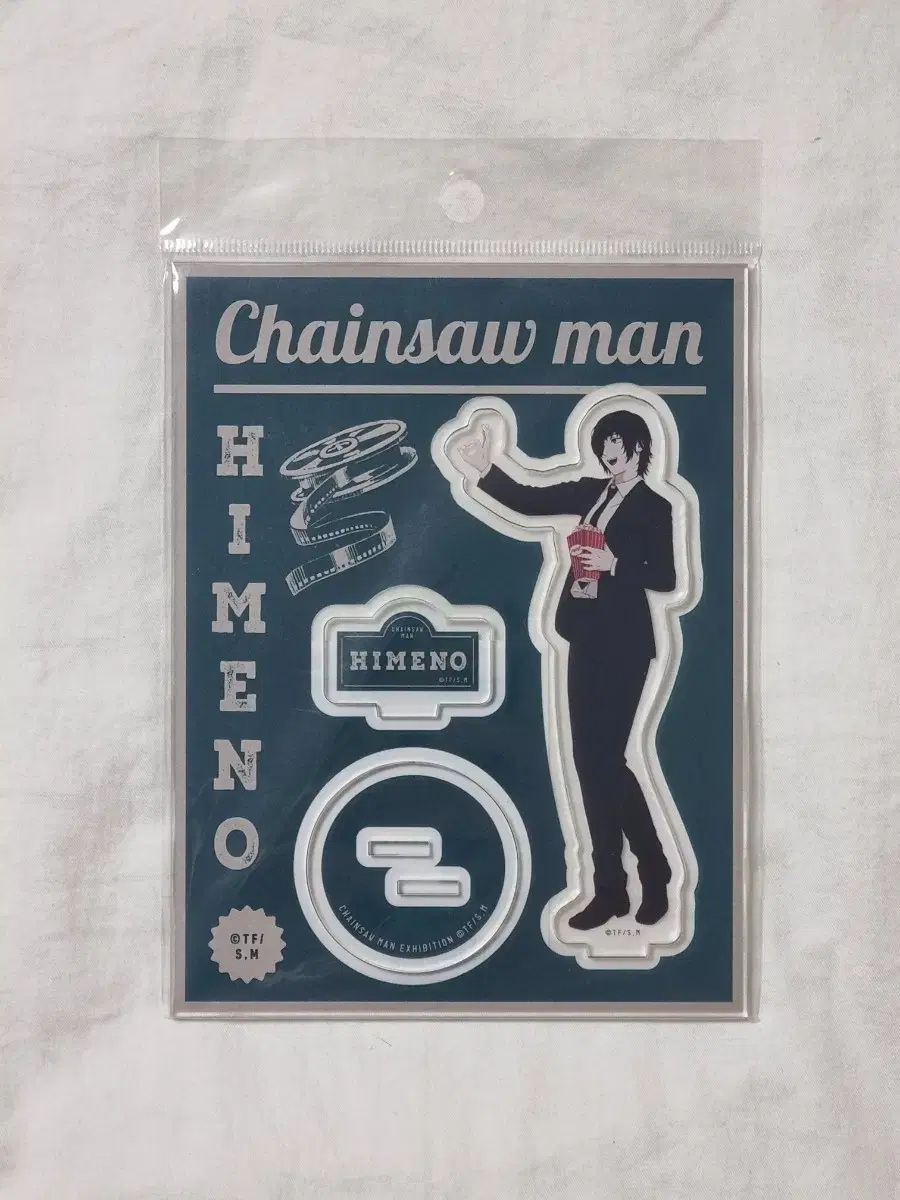 Chainsaw man
HIMENO
CHAINSAW
MAN
HIMENO
©TF/S,M
CHAINSAW MAN EXHIBITION ©TF/S,M
©TF/S,M
©TF/
S,M